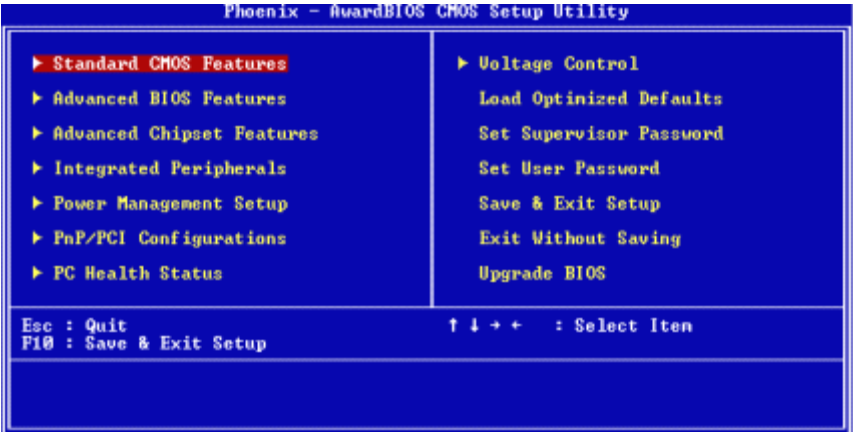 Phoenix - AwardBIOS CMOS Setup Utility
▶ Standard CMOS Features
▶ Advanced BIOS Features
▶ Advanced Chipset Features
▶ Integrated Peripherals
▶ Power Management Setup
▶ PnP/PCI Configurations
▶ PC Health Status
▶ Voltage Control
Load Optimized Defaults
Set Supervisor Password
Set User Password
Save & Exit Setup
Exit Without Saving
Upgrade BIOS
Esc : Quit
F10 : Save & Exit Setup
↑ ↓ → ← : Select Item